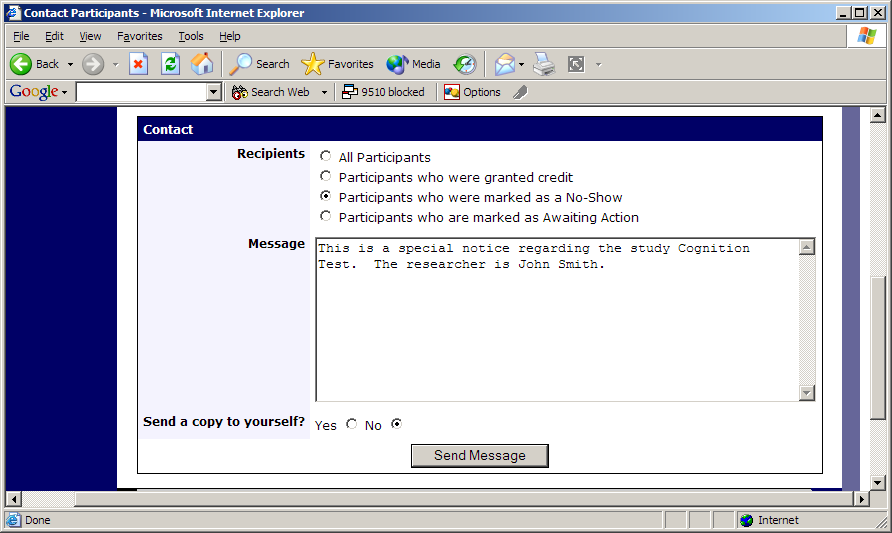 Contact Participants - Microsoft Internet Explorer
File Edit View Favorites Tools Help
Back Search Favorites Media
Google Search Web 9510 blocked Options
Contact
Recipients
All Participants
Participants who were granted credit
Participants who were marked as a No-Show
Participants who are marked as Awaiting Action
Message
This is a special notice regarding the study Cognition
Test.  The researcher is John Smith.
Send a copy to yourself? Yes No
Send Message
Done Internet